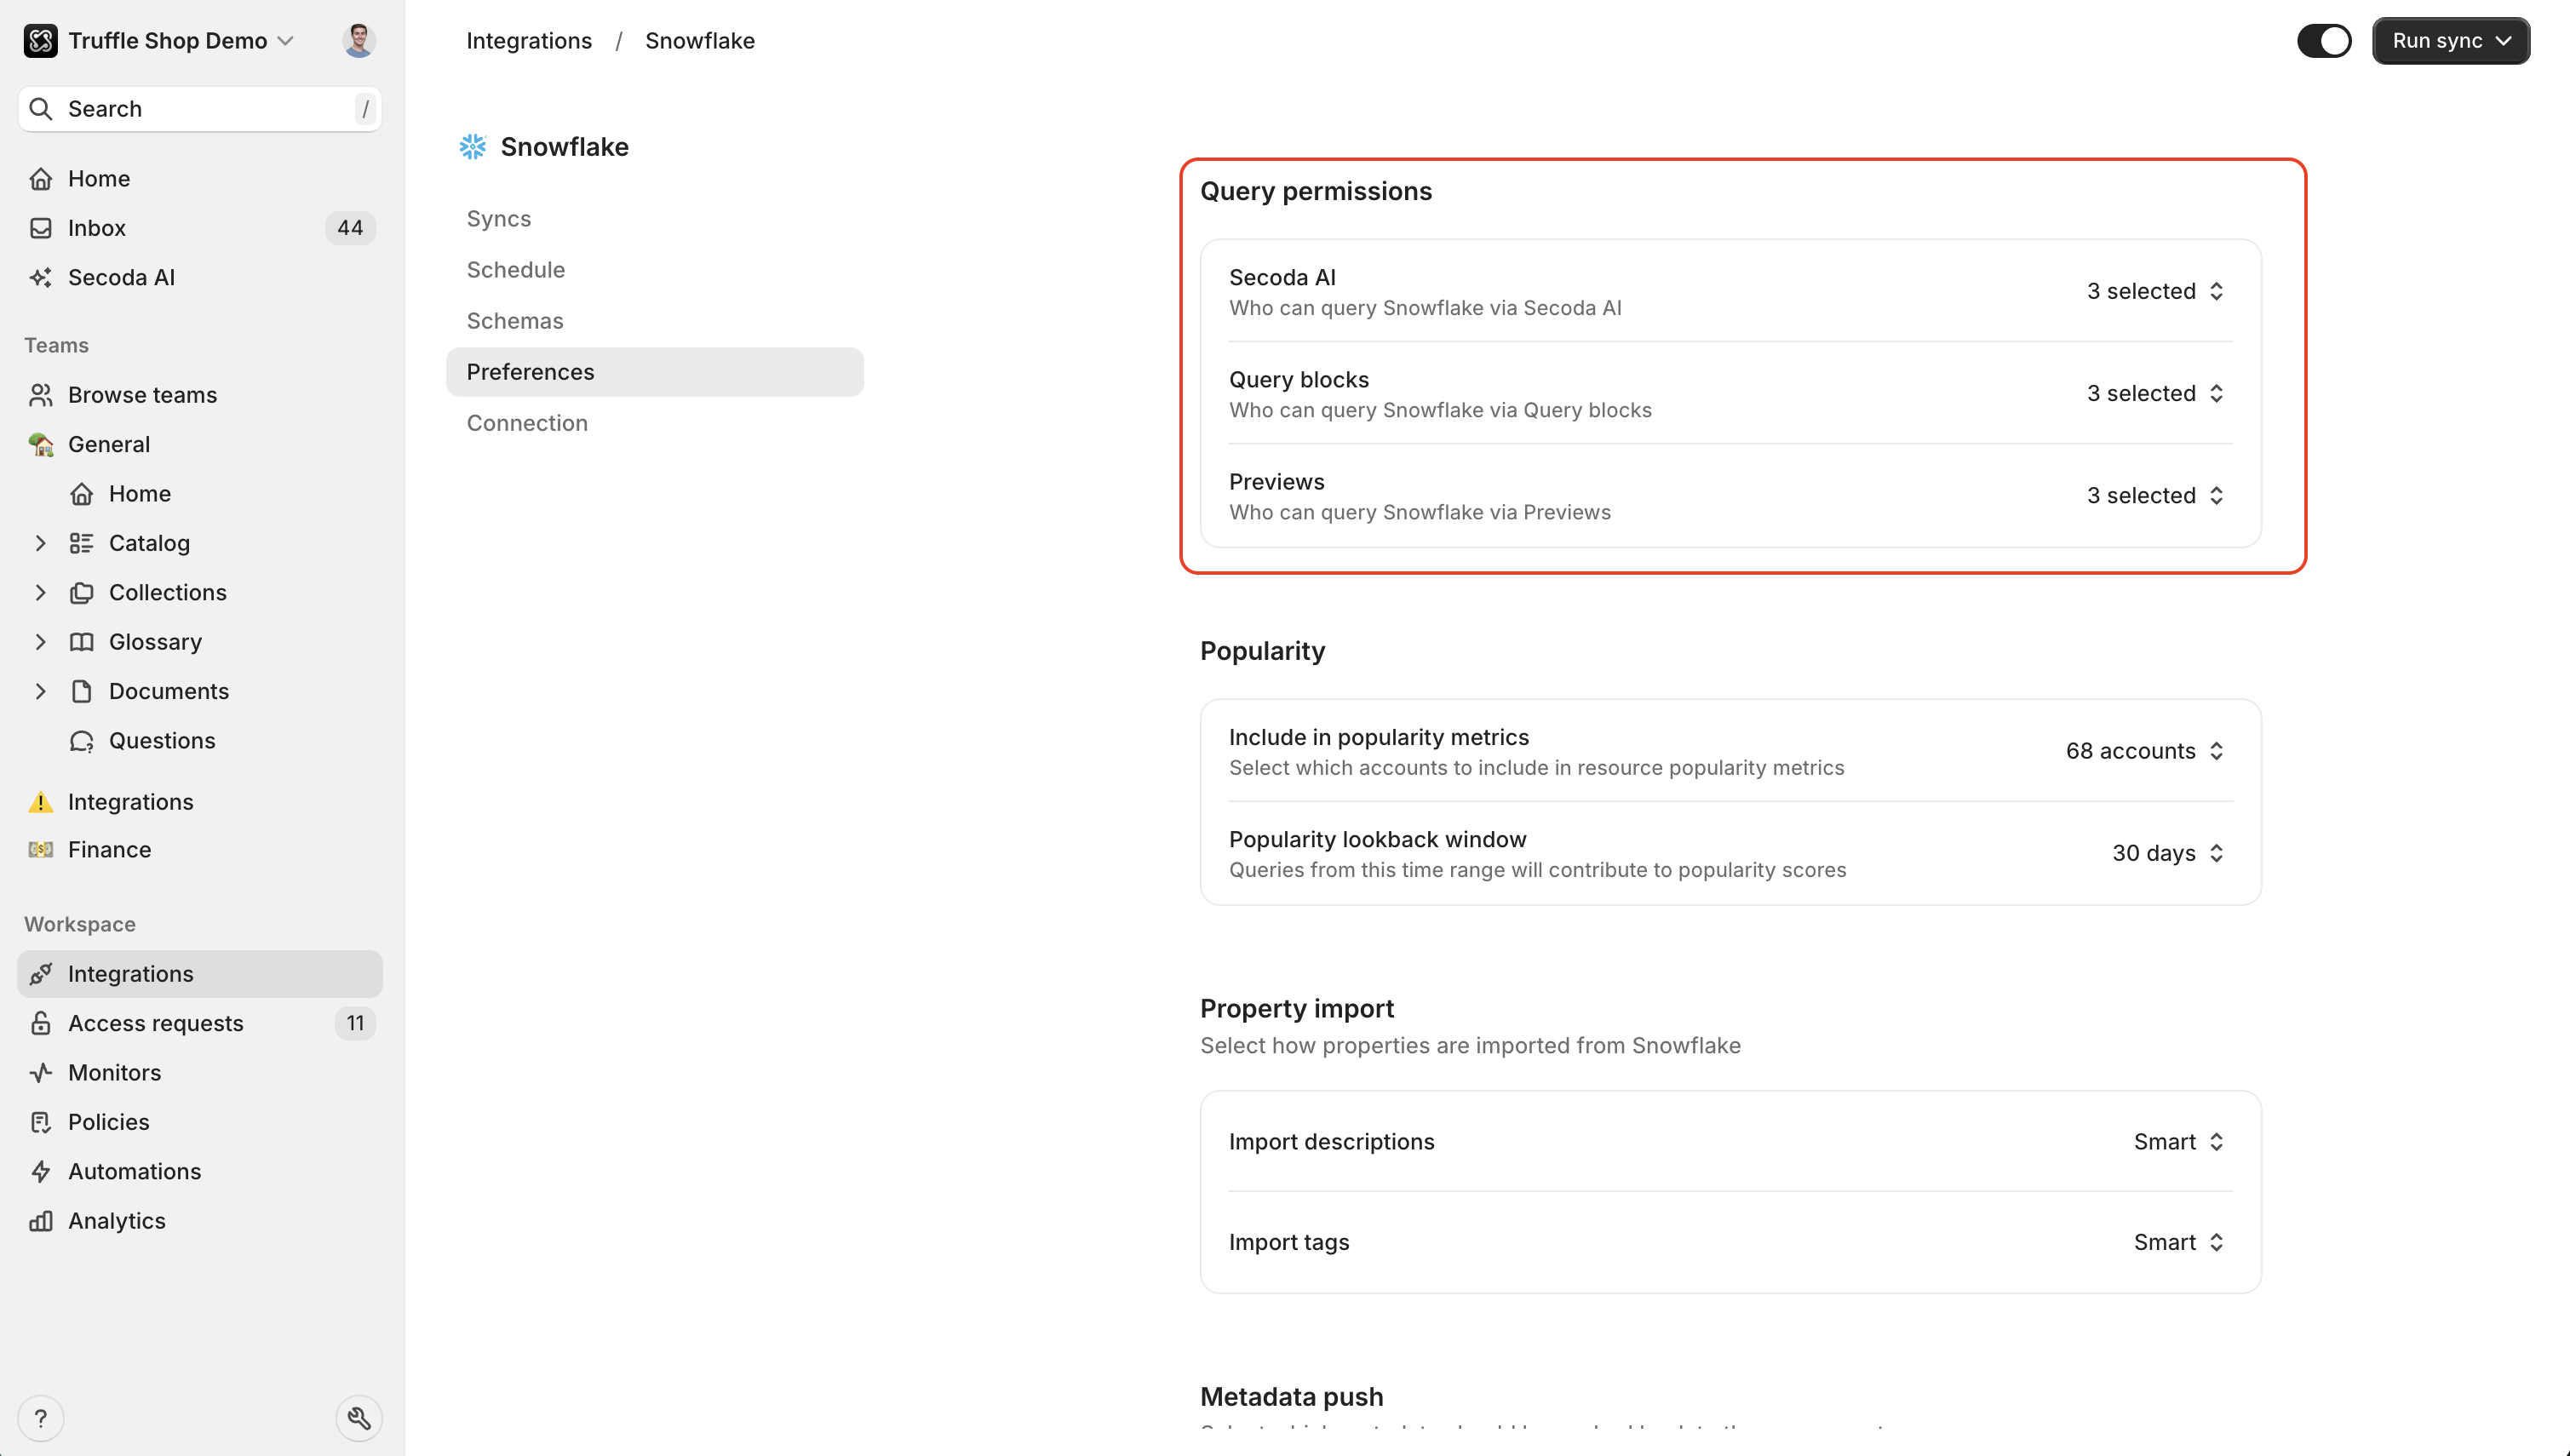 Truffle Shop Demo
Search /
Home
Inbox 44
Secoda AI
Teams
Browse teams
General
Home
Catalog
Collections
Glossary
Documents
Questions
Integrations
Finance
Workspace
Integrations
Access requests 11
Monitors
Policies
Automations
Analytics
?
Integrations / Snowflake
Run sync
Snowflake
Syncs
Schedule
Schemas
Preferences
Connection
Query permissions
Secoda AI
Who can query Snowflake via Secoda AI
3 selected
Query blocks
Who can query Snowflake via Query blocks
3 selected
Previews
Who can query Snowflake via Previews
3 selected
Popularity
Include in popularity metrics
Select which accounts to include in resource popularity metrics
68 accounts
Popularity lookback window
Queries from this time range will contribute to popularity scores
30 days
Property import
Select how properties are imported from Snowflake
Import descriptions
Smart
Import tags
Smart
Metadata push